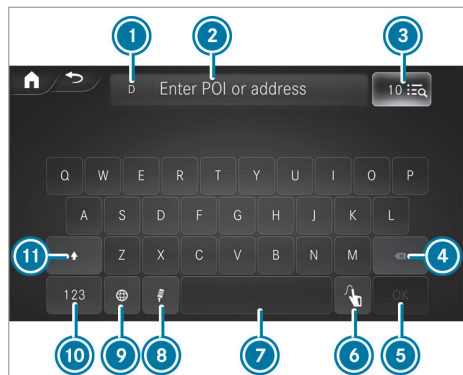 1 2 3
D Enter POI or address 10
Q W E R T Y U I O P
A S D F G H J K L
11 Z X C V B N M 4
123 OK
10 9 8 7 6 5